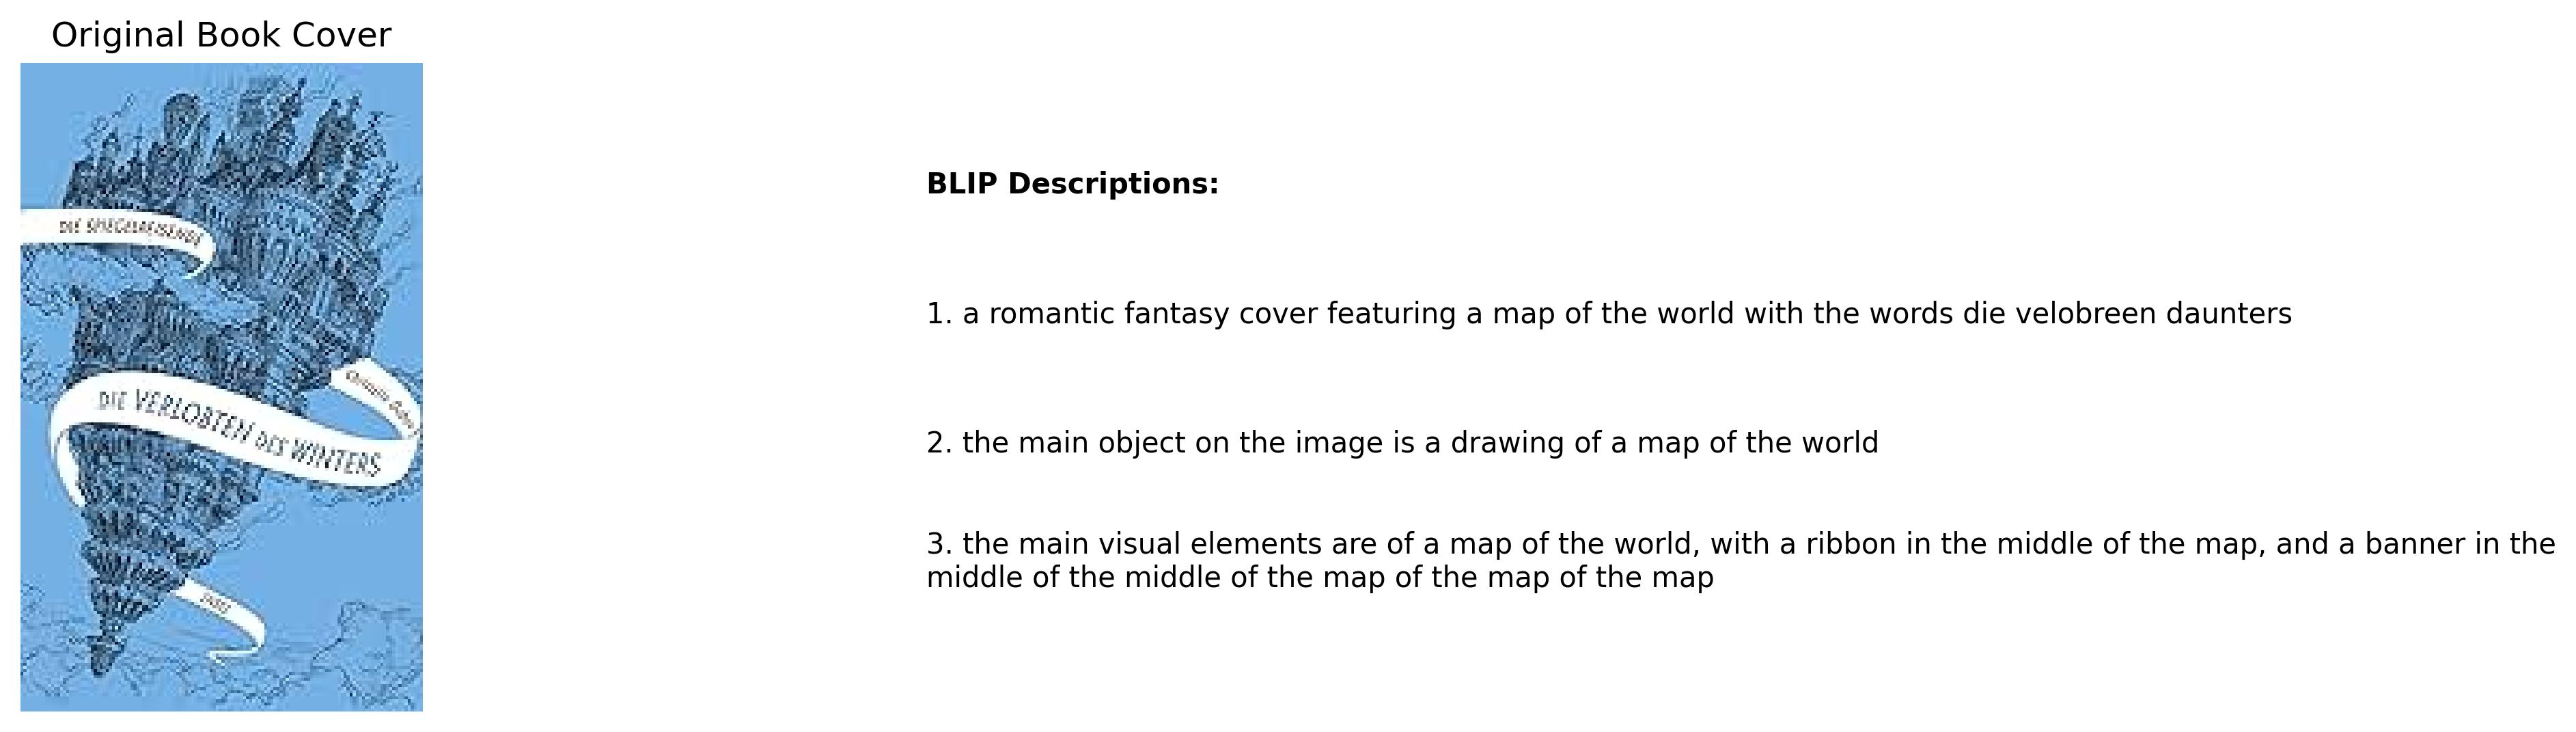 Original Book Cover
DIE SPIEGELREISENDE
DIE VERLOBTEN DES WINTERS
BLIP Descriptions:
1. a romantic fantasy cover featuring a map of the world with the words die velobreen daunters
2. the main object on the image is a drawing of a map of the world
3. the main visual elements are of a map of the world, with a ribbon in the middle of the map, and a banner in the
middle of the middle of the map of the map of the map